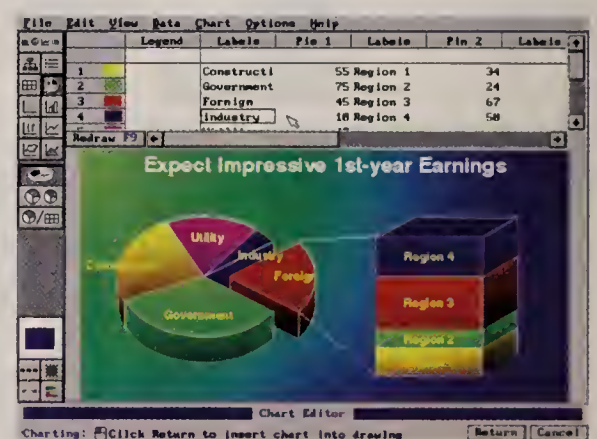 File Edit View Data Chart Options Help
Legend Labels Pie 1 Labels Pie 2 Labels
1 Constructi 55 Region 1 34
2 Government 75 Region 2 24
3 Foreign 45 Region 3 67
4 Industry 18 Region 4 58
Redraw F9
Expect Impressive 1st-year Earnings
Utility
Industry
Foreign
Government
Region 4
Region 3
Region 2
Chart Editor
Charting: Click Return to insert chart into drawing Return Cancel